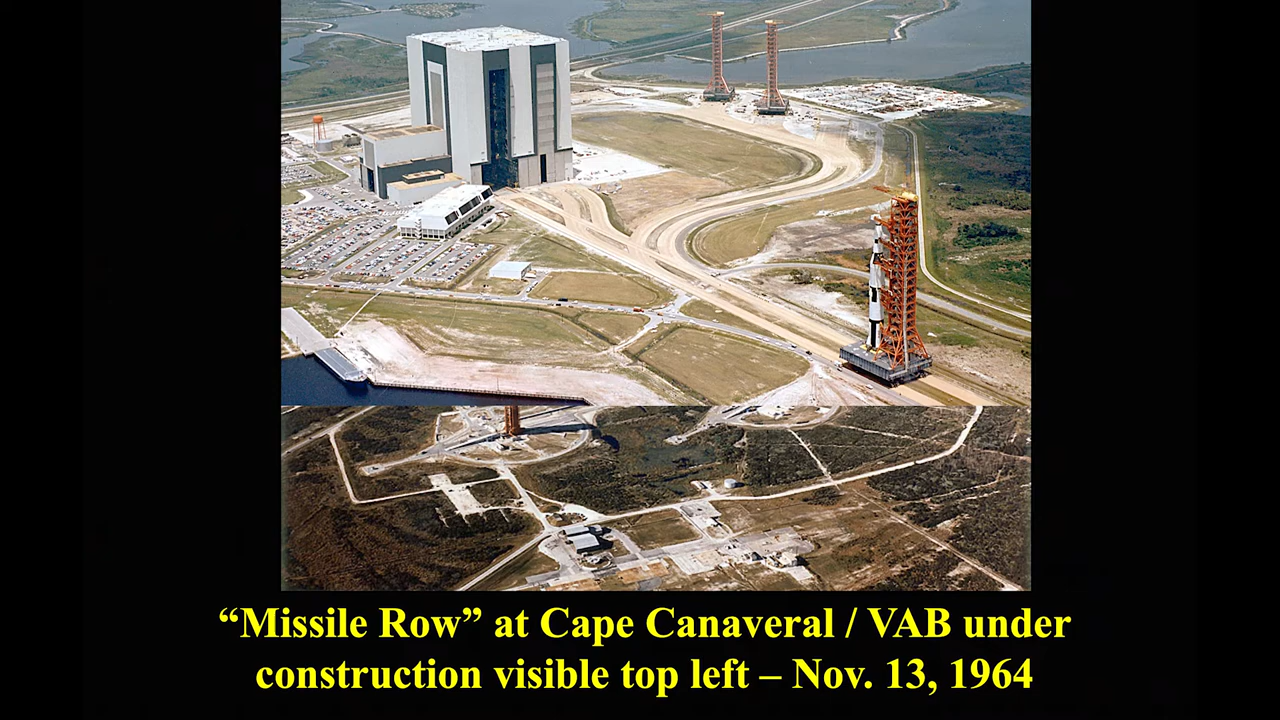 “Missile Row” at Cape Canaveral / VAB under
construction visible top left – Nov. 13, 1964